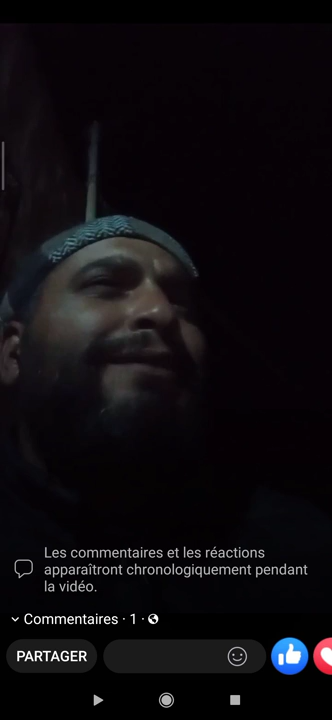 Les commentaires et les réactions
apparaîtront chronologiquement pendant
la vidéo.
Commentaires · 1 ·
PARTAGER